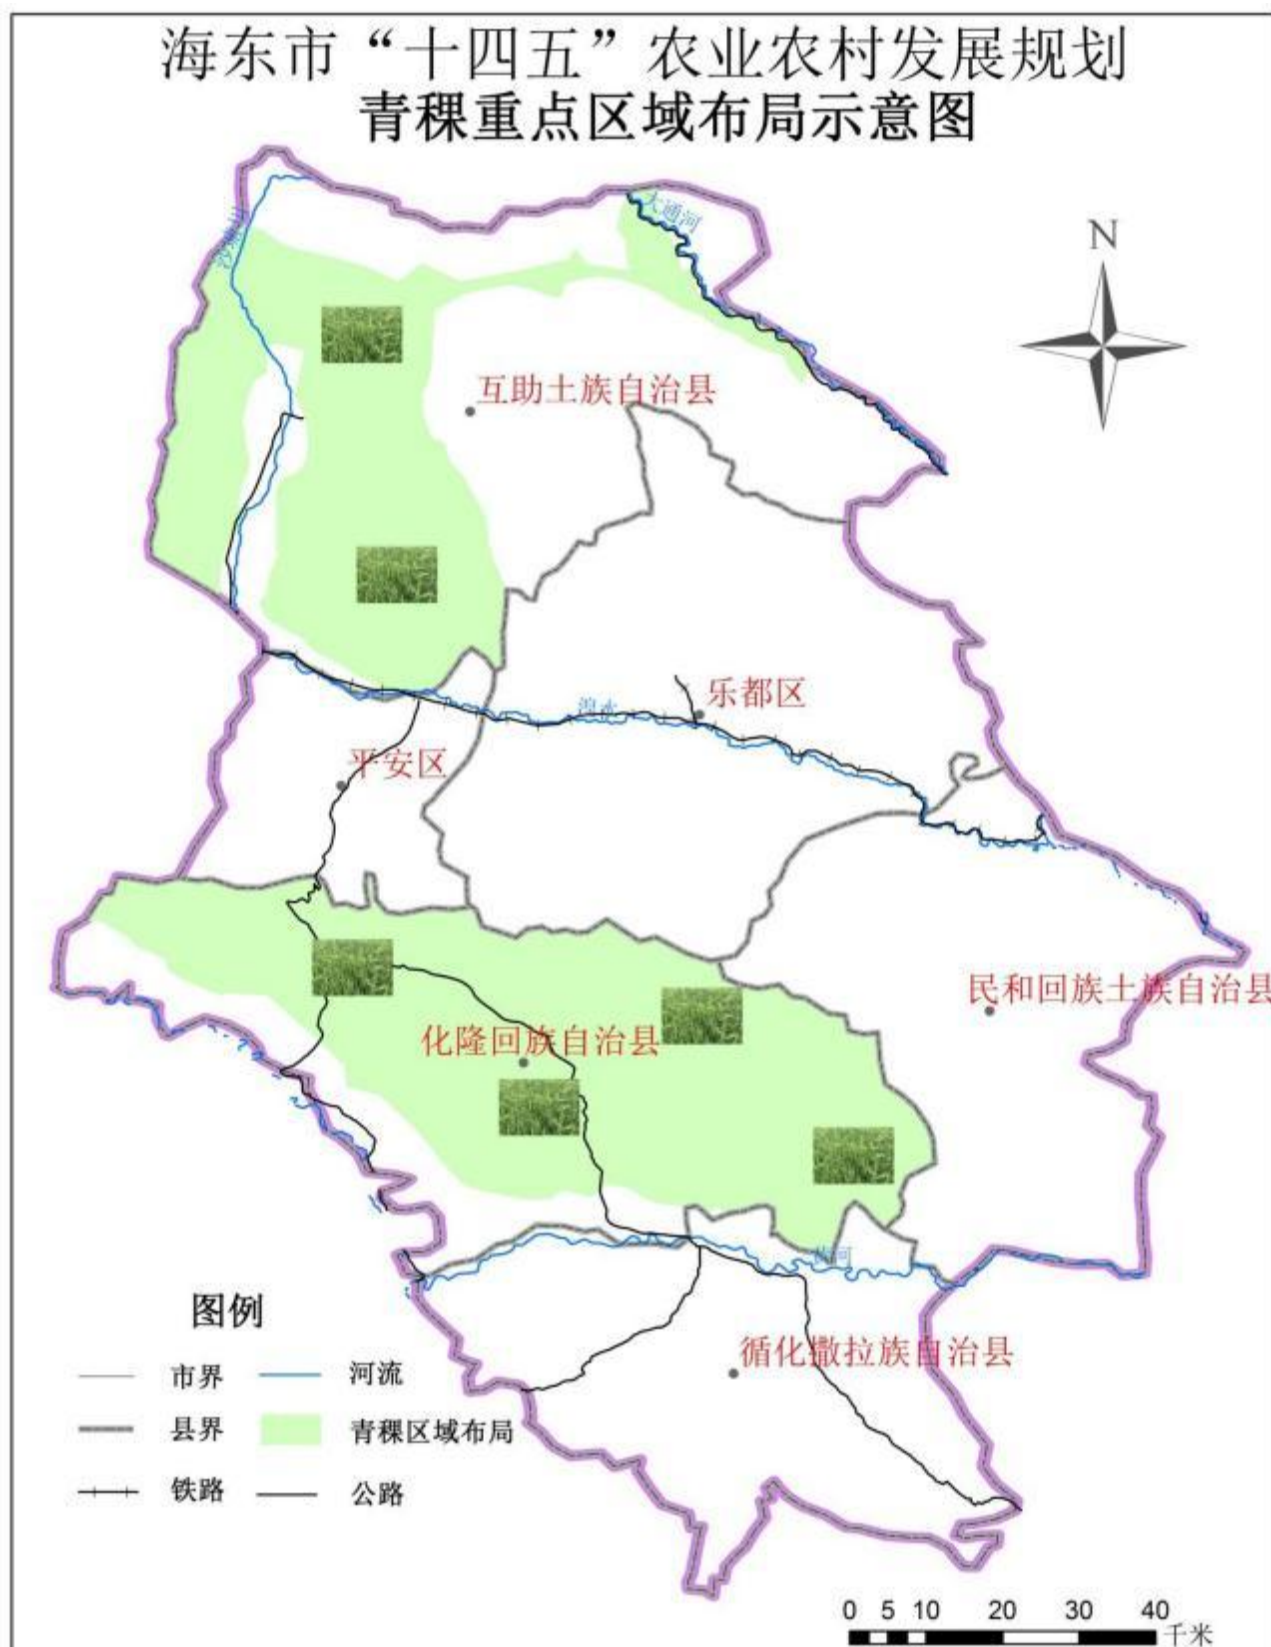 海东市“十四五”农业农村发展规划
青稞重点区域布局示意图
大通河
N
互助土族自治县
乐都区
湟水
平安区
民和回族土族自治县
化隆回族自治县
黄河
循化撒拉族自治县
图例
市界
河流
县界
青稞区域布局
铁路
公路
0 5 10 20 30 40
千米